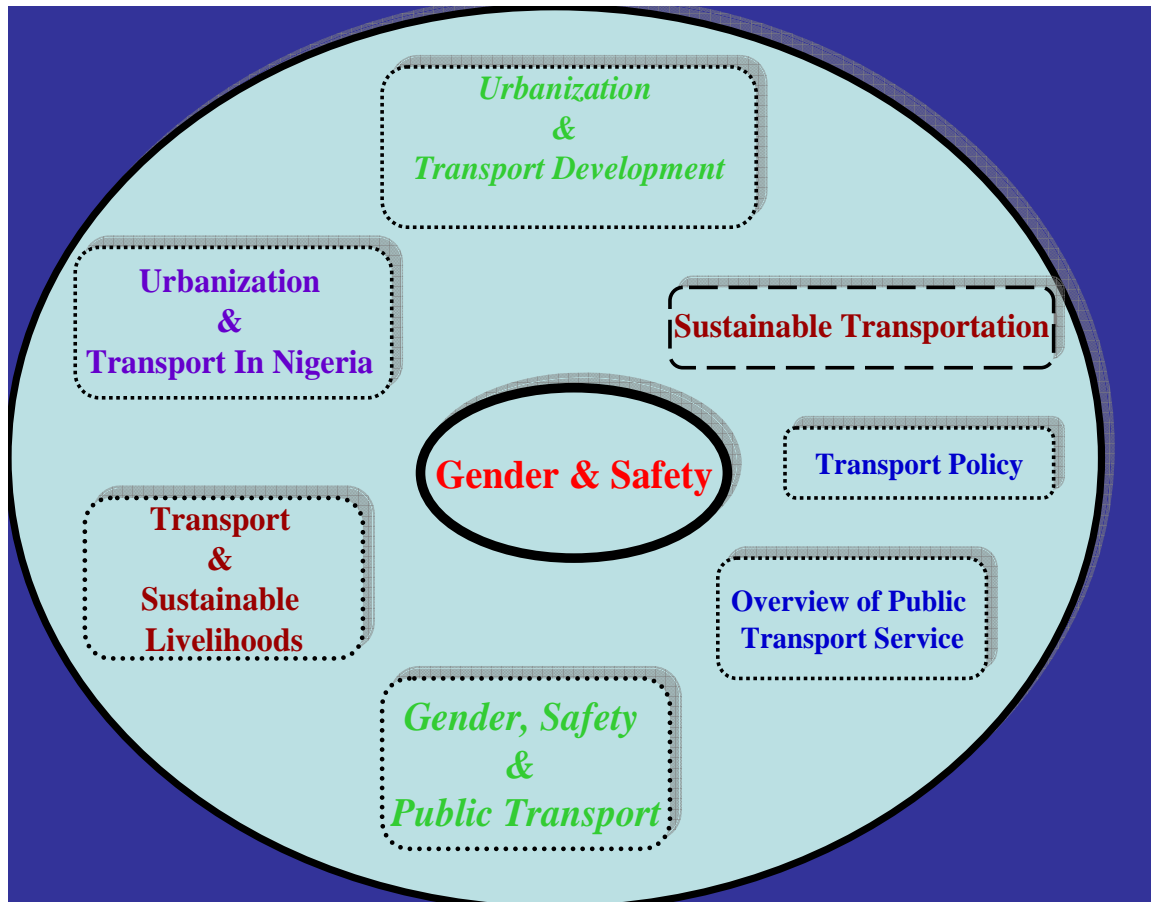 Urbanization
&
Transport Development
Urbanization
&
Transport In Nigeria
Sustainable Transportation
Gender & Safety
Transport Policy
Transport
&
Sustainable
Livelihoods
Overview of Public
Transport Service
Gender, Safety
&
Public Transport